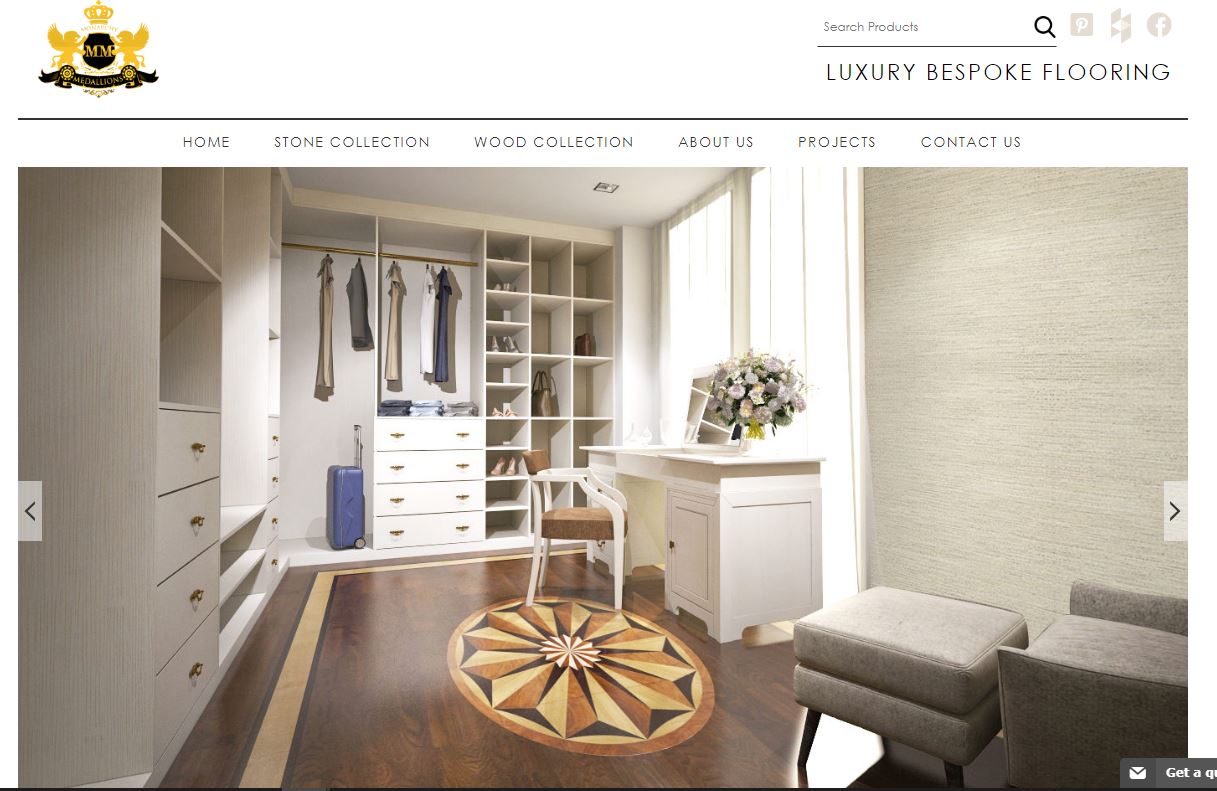 MONARCHY
MM
MEDALLIONS
Search Products
LUXURY BESPOKE FLOORING
HOME STONE COLLECTION WOOD COLLECTION ABOUT US PROJECTS CONTACT US
Get a qu